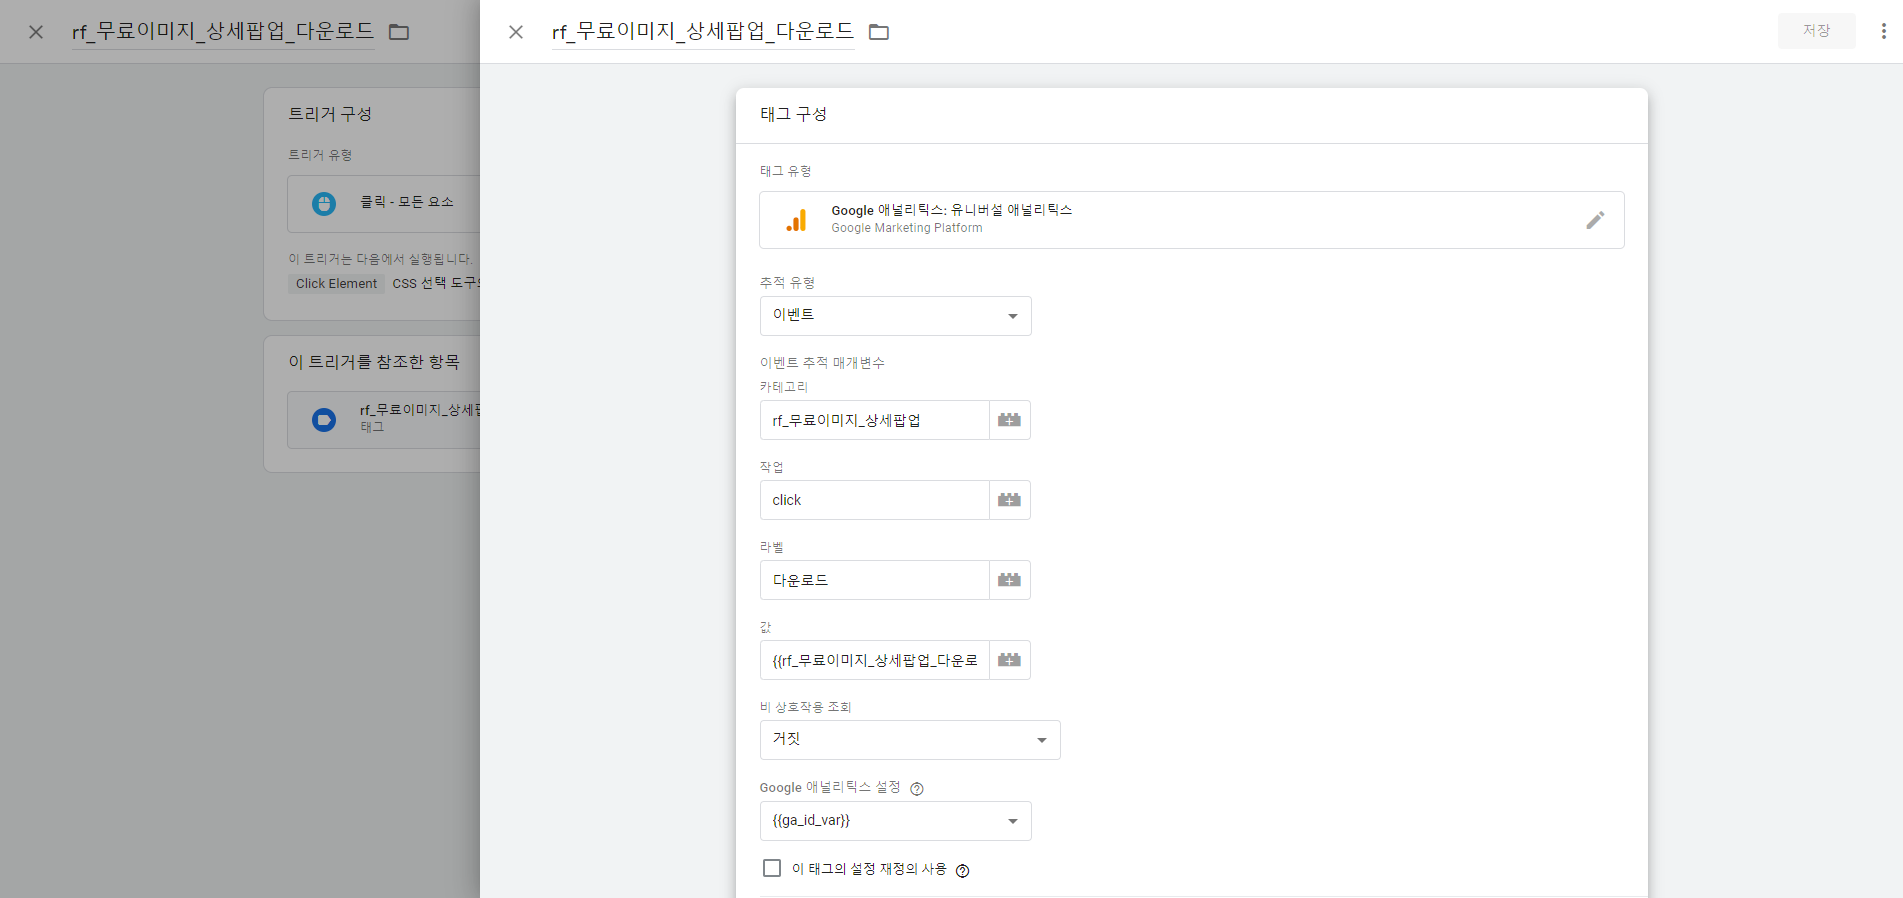 rf_무료이미지_상세팝업_다운로드
트리거 구성
트리거 유형
클릭 - 모든 요소
이 트리거는 다음에서 실행됩니다.
Click Element CSS 선택 도구
이 트리거를 참조한 항목
rf_무료이미지_상세
태그
rf_무료이미지_상세팝업_다운로드
저장
태그 구성
태그 유형
Google 애널리틱스: 유니버설 애널리틱스
Google Marketing Platform
추적 유형
이벤트
이벤트 추적 매개변수
카테고리
rf_무료이미지_상세팝업
작업
click
라벨
다운로드
값
{{rf_무료이미지_상세팝업_다운로
비 상호작용 조회
거짓
Google 애널리틱스 설정
{{ga_id_var}}
이 태그의 설정 재정의 사용